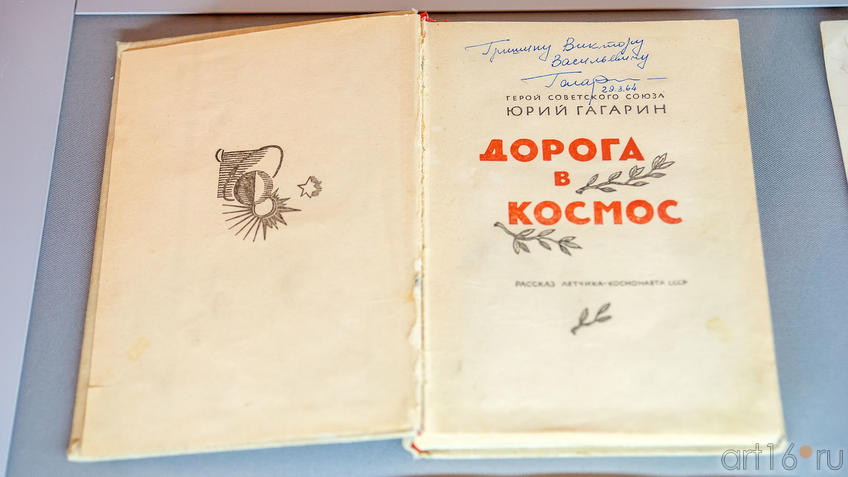 Гришину Виктору
Васильевичу
Гагарин
29.3.64
ГЕРОЙ СОВЕТСКОГО СОЮЗА
ЮРИЙ ГАГАРИН
ДОРОГА
В
КОСМОС
РАССКАЗ ЛЕТЧИКА-КОСМОНАВТА СССР
art16.ru